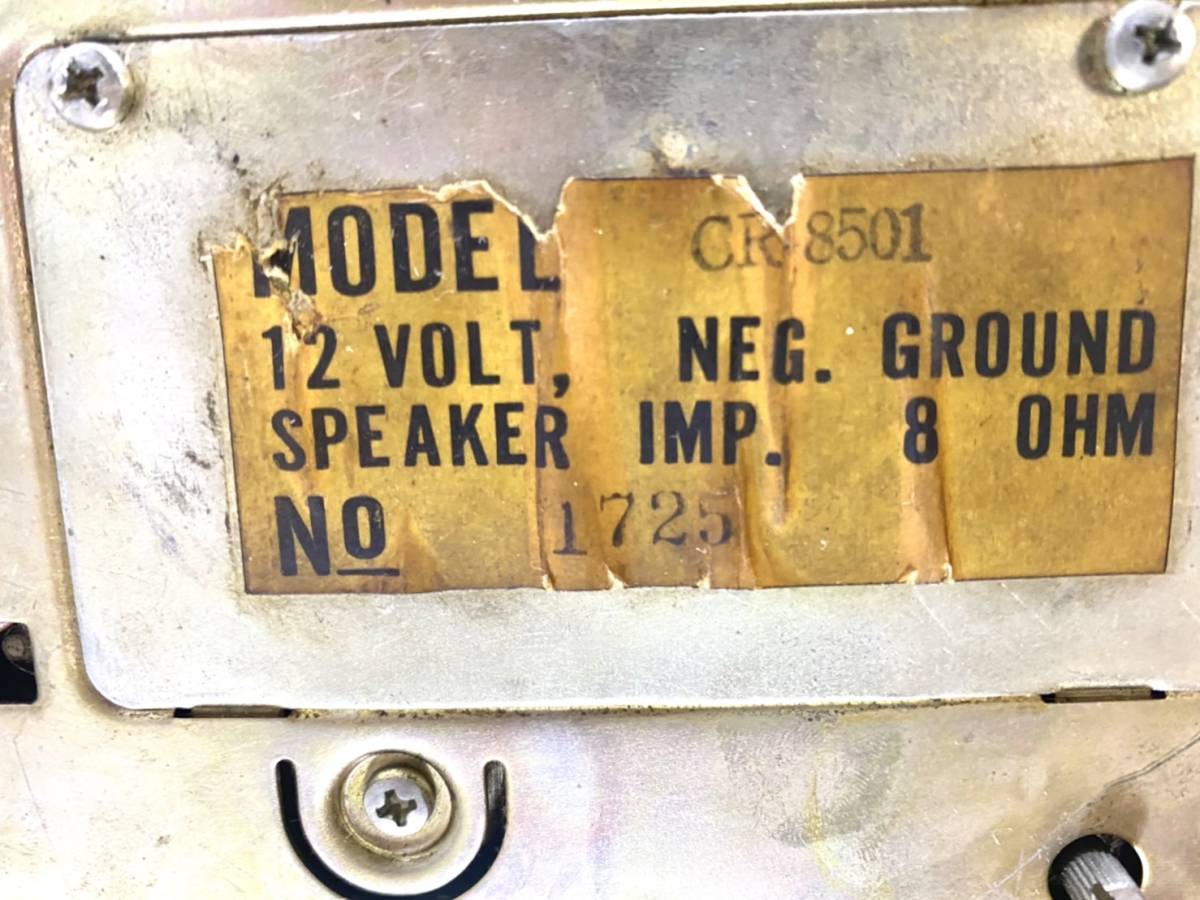 MODEL CR-8501
12 VOLT, NEG. GROUND
SPEAKER IMP. 8 OHM
No 1725